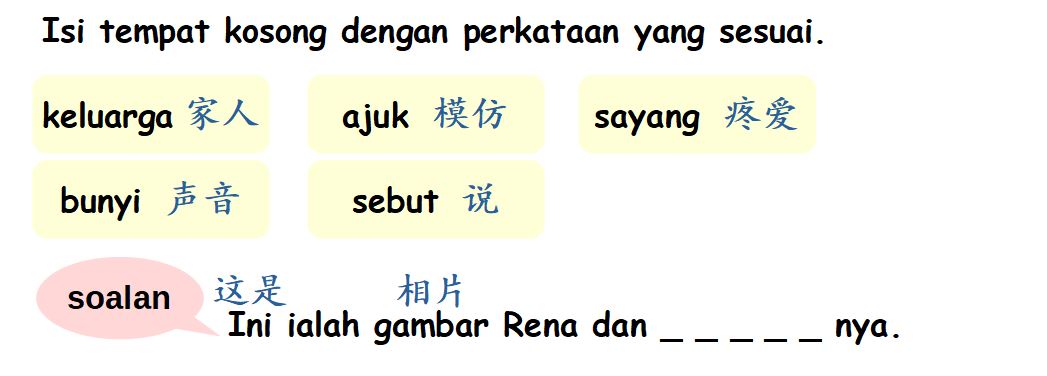 Isi tempat kosong dengan perkataan yang sesuai.
keluarga 家人 ajuk 模仿 sayang 疼爱
bunyi 声音 sebut 说
这是 相片
soalan Ini ialah gambar Rena dan _ _ _ _ _ nya.